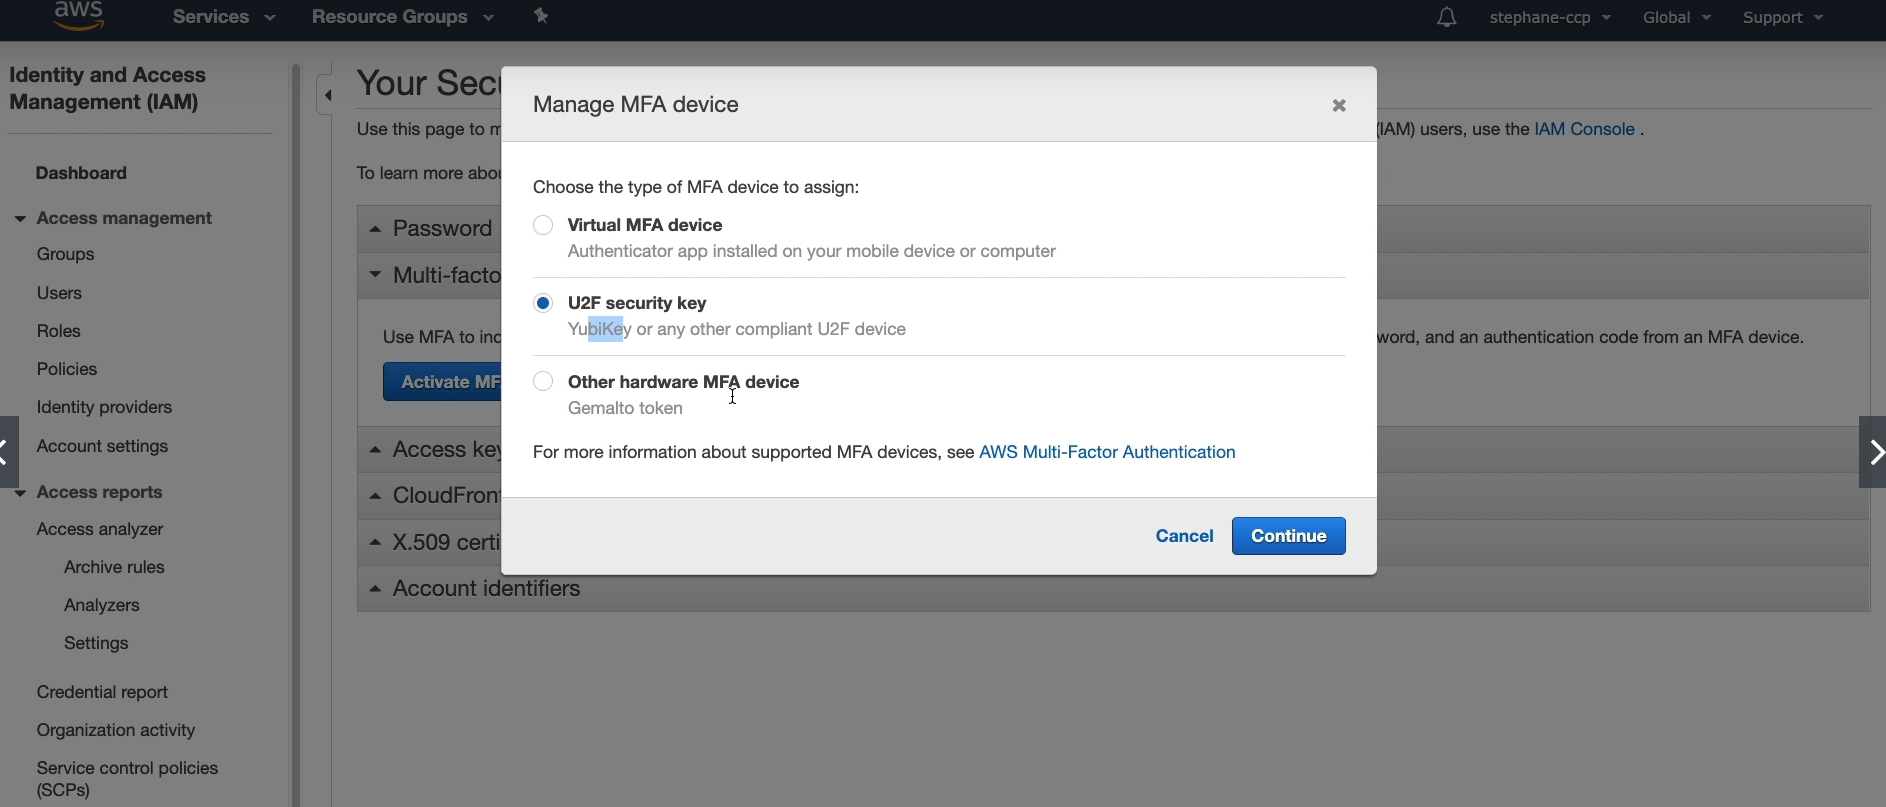 aws
Services
Resource Groups
stephane-ccp
Global
Support
Identity and Access
Management (IAM)
Dashboard
Access management
Groups
Users
Roles
Policies
Identity providers
Account settings
Access reports
Access analyzer
Archive rules
Analyzers
Settings
Credential report
Organization activity
Service control policies
(SCPs)
Your Secu
Use this page to m
(IAM) users, use the IAM Console .
To learn more abou
Password
Multi-facto
Use MFA to inc
word, and an authentication code from an MFA device.
Activate MF
Access key
CloudFront
X.509 certi
Account identifiers
Manage MFA device
Choose the type of MFA device to assign:
Virtual MFA device
Authenticator app installed on your mobile device or computer
U2F security key
YubiKey or any other compliant U2F device
Other hardware MFA device
Gemalto token
For more information about supported MFA devices, see AWS Multi-Factor Authentication
Cancel
Continue